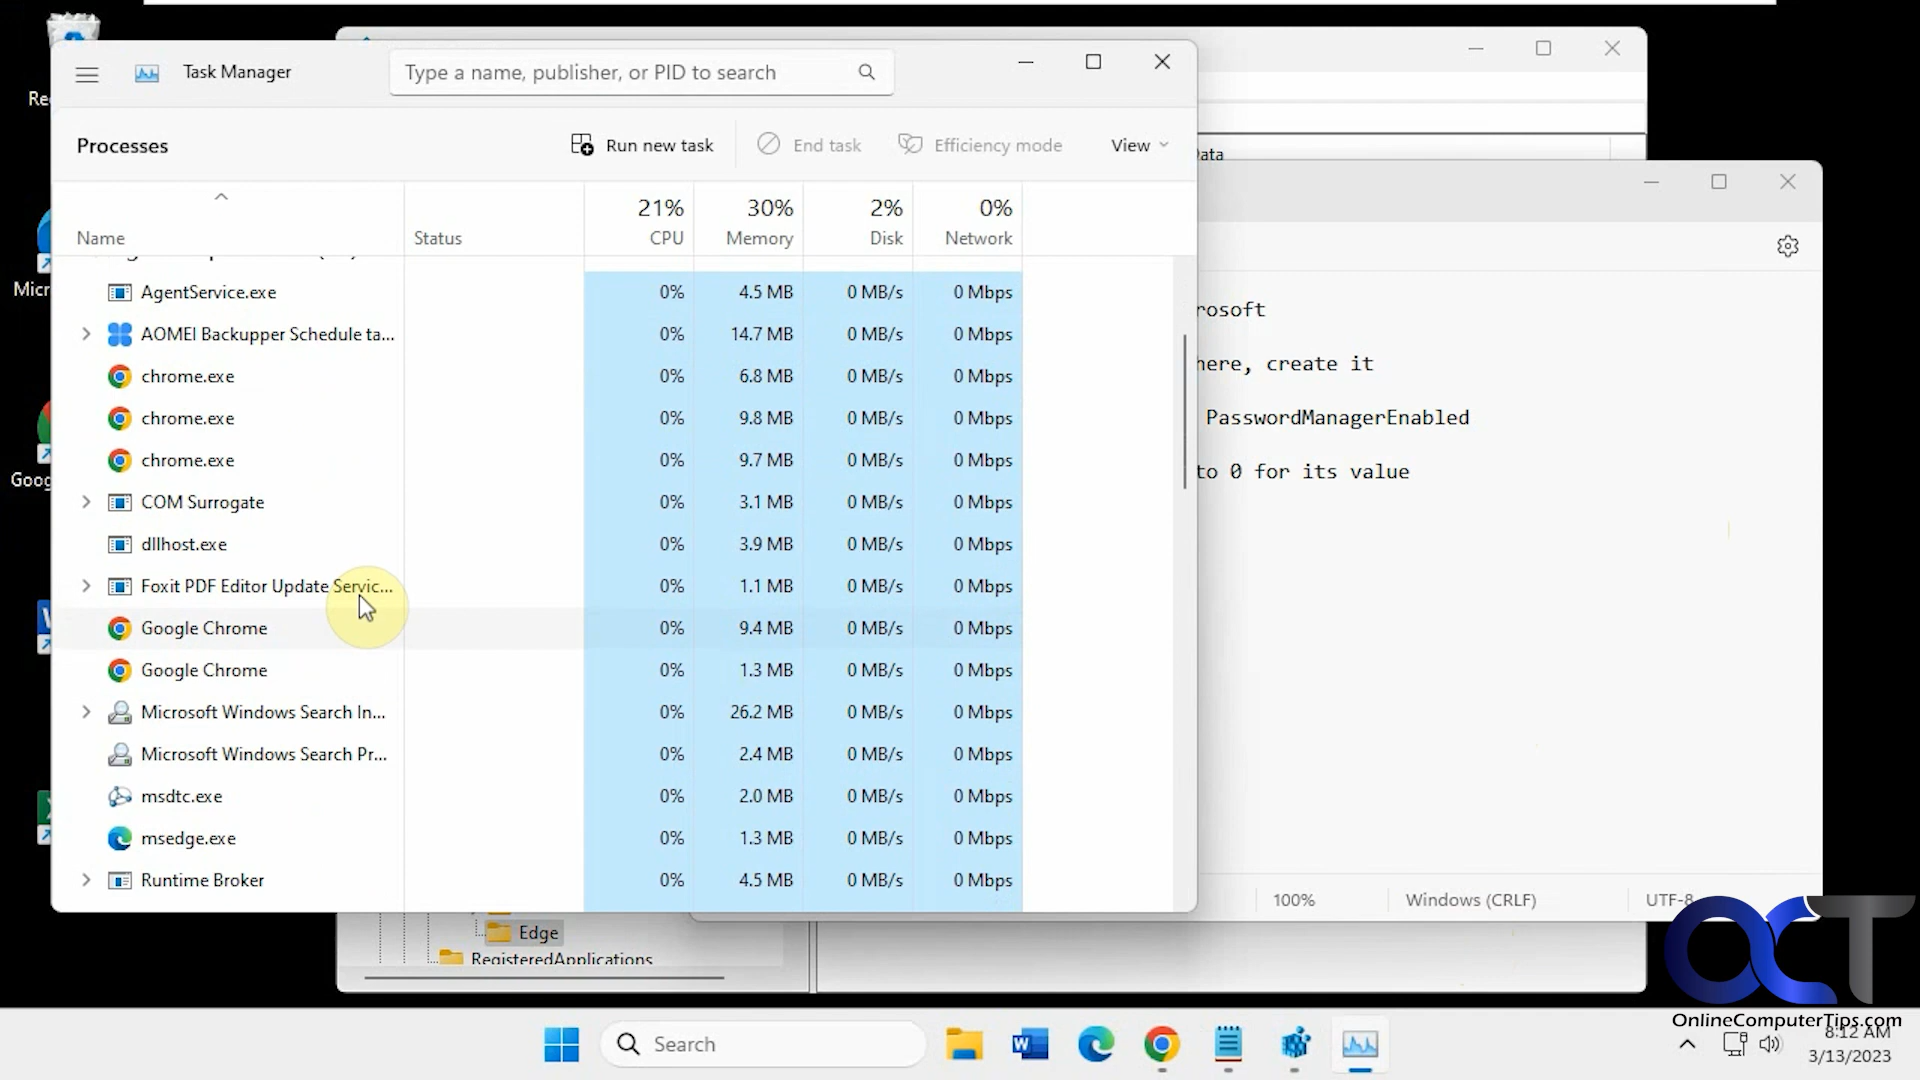 Task Manager
Type a name, publisher, or PID to search
Processes
Run new task
End task
Efficiency mode
View
21%
30%
2%
0%
Name
Status
CPU
Memory
Disk
Network
AgentService.exe 0% 4.5 MB 0 MB/s 0 Mbps
AOMEI Backupper Schedule ta... 0% 14.7 MB 0 MB/s 0 Mbps
chrome.exe 0% 6.8 MB 0 MB/s 0 Mbps
chrome.exe 0% 9.8 MB 0 MB/s 0 Mbps
chrome.exe 0% 9.7 MB 0 MB/s 0 Mbps
COM Surrogate 0% 3.1 MB 0 MB/s 0 Mbps
dllhost.exe 0% 3.9 MB 0 MB/s 0 Mbps
Foxit PDF Editor Update Servic... 0% 1.1 MB 0 MB/s 0 Mbps
Google Chrome 0% 9.4 MB 0 MB/s 0 Mbps
Google Chrome 0% 1.3 MB 0 MB/s 0 Mbps
Microsoft Windows Search In... 0% 26.2 MB 0 MB/s 0 Mbps
Microsoft Windows Search Pr... 0% 2.4 MB 0 MB/s 0 Mbps
msdtc.exe 0% 2.0 MB 0 MB/s 0 Mbps
msedge.exe 0% 1.3 MB 0 MB/s 0 Mbps
Runtime Broker 0% 4.5 MB 0 MB/s 0 Mbps
Rec
Micr
Goog
ata
rosoft
here, create it
PasswordManagerEnabled
to 0 for its value
100%
Windows (CRLF)
UTF-8
Edge
RegisteredApplications
OCT
OnlineComputerTips.com
Search
8:12 AM
3/13/2023